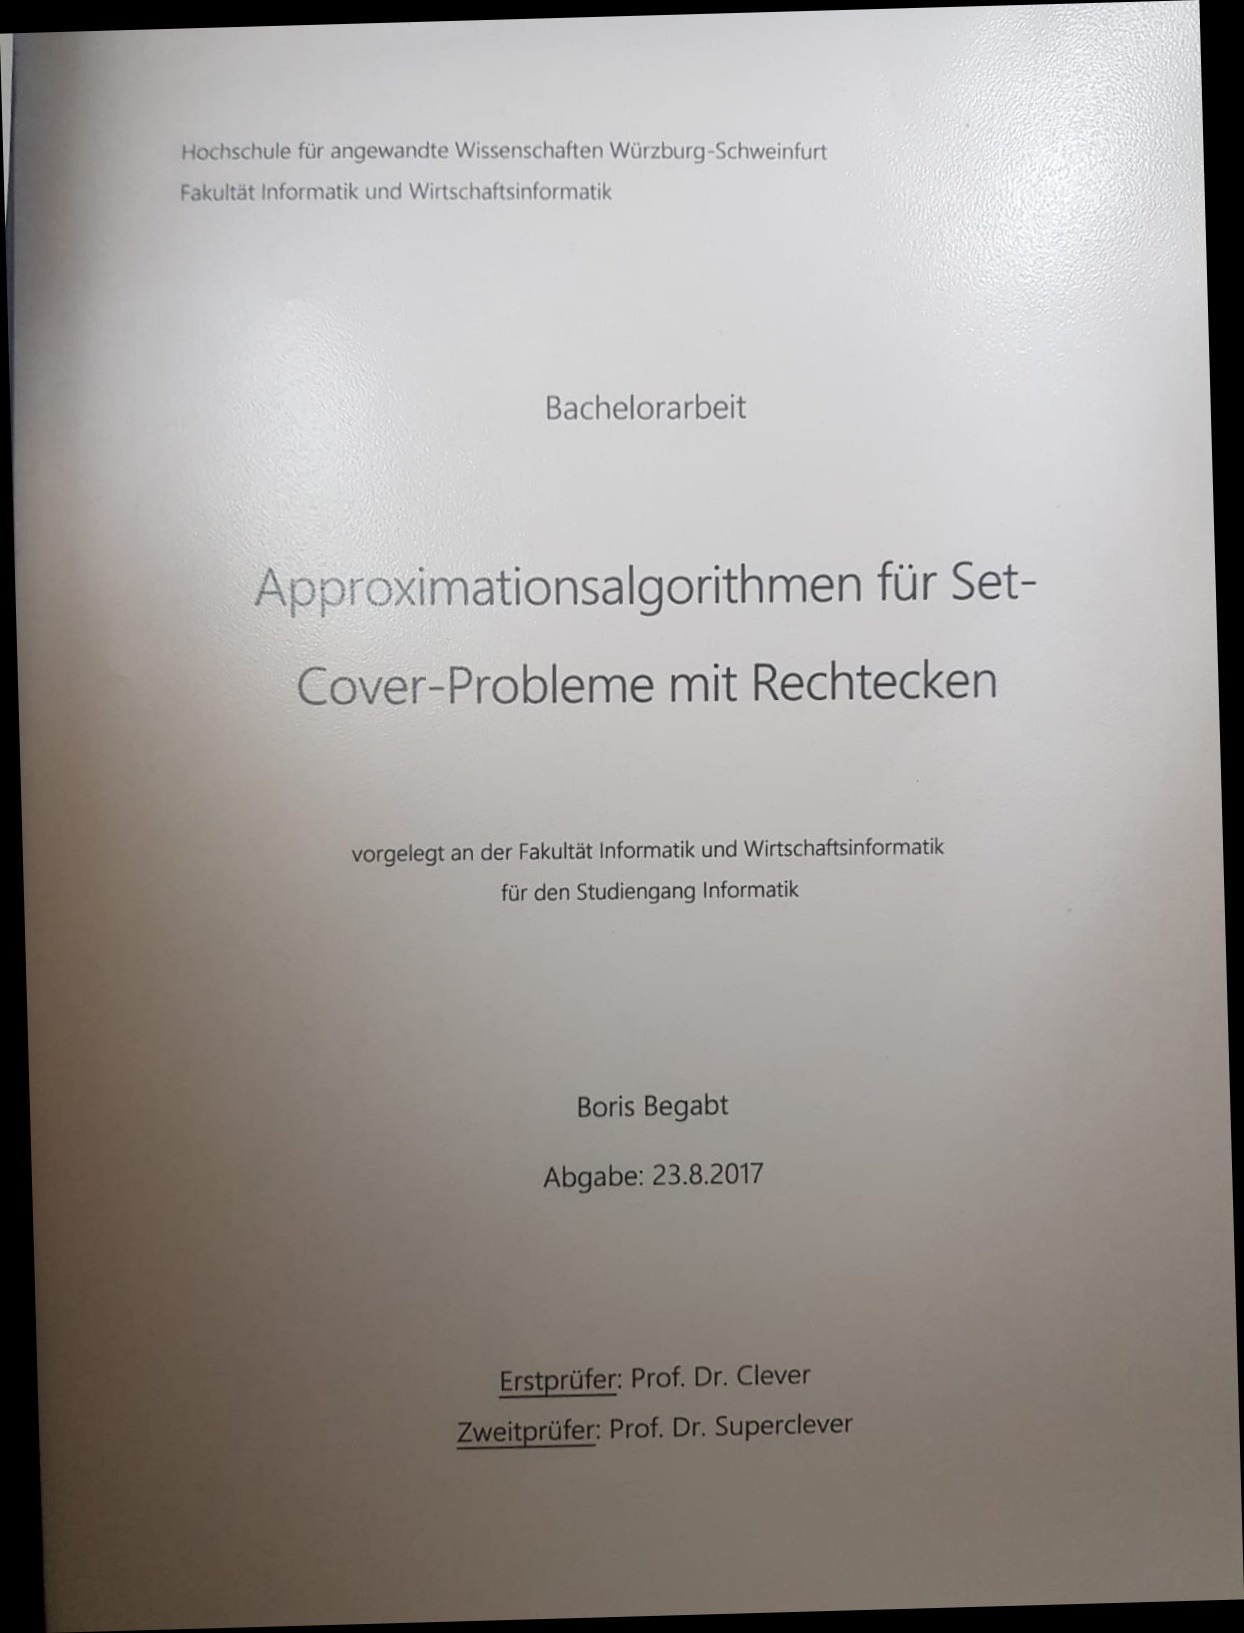 Hochschule für angewandte Wissenschaften Würzburg-Schweinfurt
Fakultät Informatik und Wirtschaftsinformatik
Bachelorarbeit
Approximationsalgorithmen für Set-
Cover-Probleme mit Rechtecken
vorgelegt an der Fakultät Informatik und Wirtschaftsinformatik
für den Studiengang Informatik
Boris Begabt
Abgabe: 23.8.2017
Erstprüfer: Prof. Dr. Clever
Zweitprüfer: Prof. Dr. Superclever